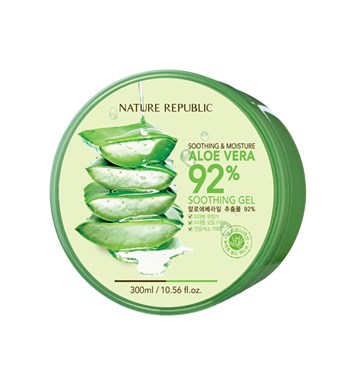 NATURE REPUBLIC
SOOTHING & MOISTURE
ALOE VERA
92%
SOOTHING GEL
알로에베라잎 추출물 92%
300ml / 10.56 fl.oz.